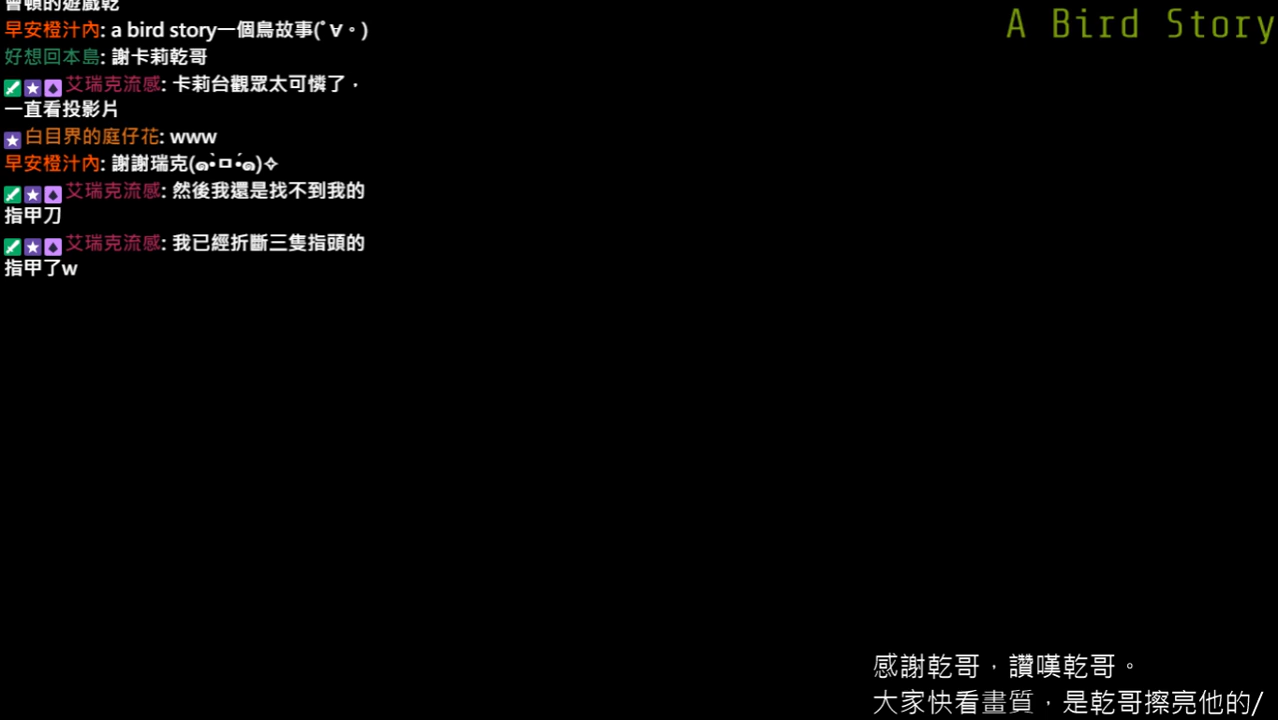 會頓的遊戲乾
早安橙汁內: a bird story一個鳥故事(ﾟ∀。)
A Bird Story
好想回本島: 謝卡莉乾哥
艾瑞克流感: 卡莉台觀眾太可憐了，
一直看投影片
白目界的庭仔花: www
早安橙汁內: 謝謝瑞克(๑•̀ㅁ•́๑)✧
艾瑞克流感: 然後我還是找不到我的
指甲刀
艾瑞克流感: 我已經折斷三隻指頭的
指甲了w
感謝乾哥，讚嘆乾哥。
大家快看畫質，是乾哥擦亮他的/